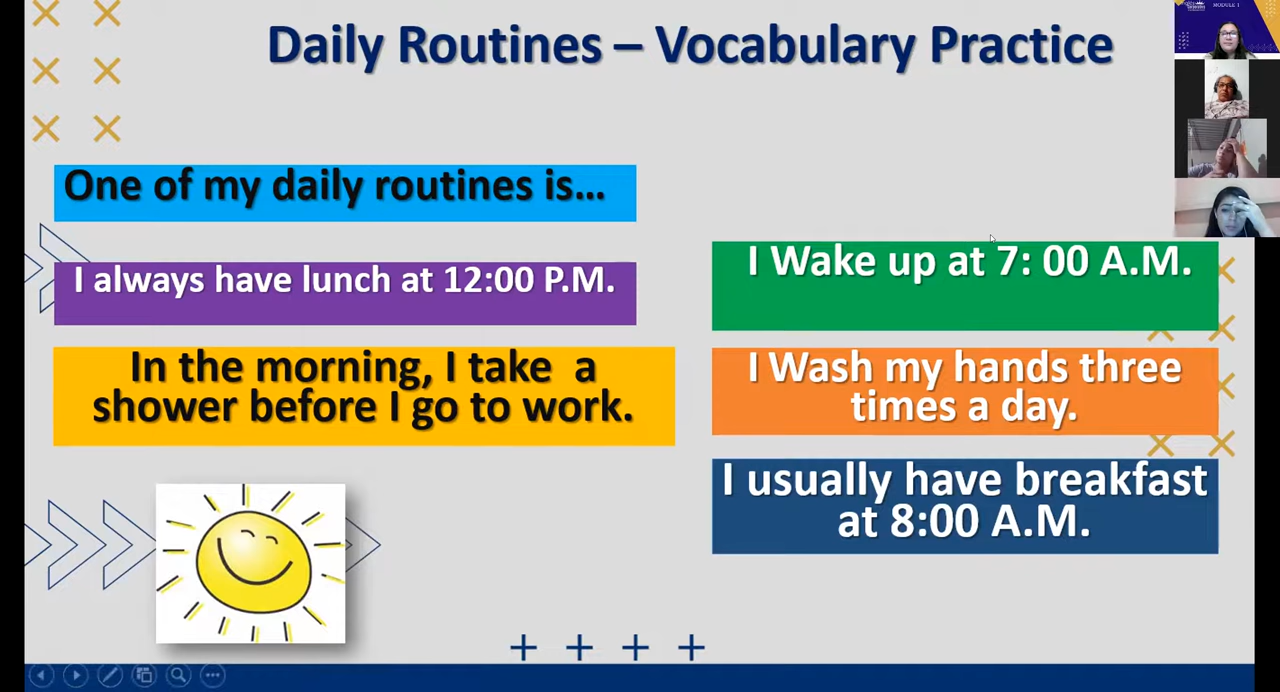 Daily Routines – Vocabulary Practice
MODULE 1
One of my daily routines is...
I always have lunch at 12:00 P.M.
In the morning, I take a
shower before I go to work.
I Wake up at 7: 00 A.M.
I Wash my hands three
times a day.
I usually have breakfast
at 8:00 A.M.